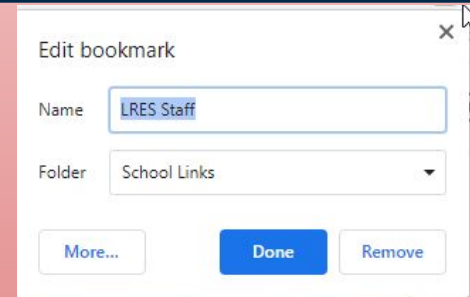 Edit bookmark
Name LRES Staff
Folder School Links
More... Done Remove